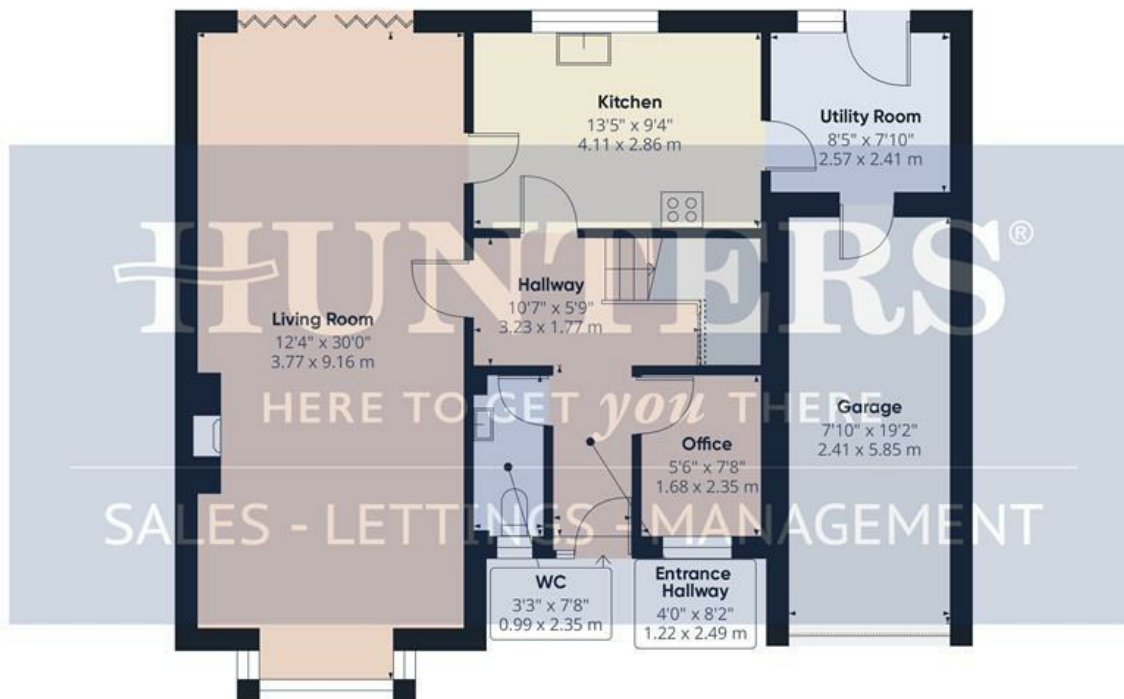 Kitchen
13'5" x 9'4"
4.11 x 2.86 m
Utility Room
8'5" x 7'10"
2.57 x 2.41 m
HUNTERS®
Hallway
10'7" x 5'9"
3.23 x 1.77 m
Living Room
12'4" x 30'0"
3.77 x 9.16 m
HERE TO GET you THERE
Garage
7'10" x 19'2"
2.41 x 5.85 m
Office
5'6" x 7'8"
1.68 x 2.35 m
SALES - LETTINGS - MANAGEMENT
WC
3'3" x 7'8"
0.99 x 2.35 m
Entrance
Hallway
4'0" x 8'2"
1.22 x 2.49 m